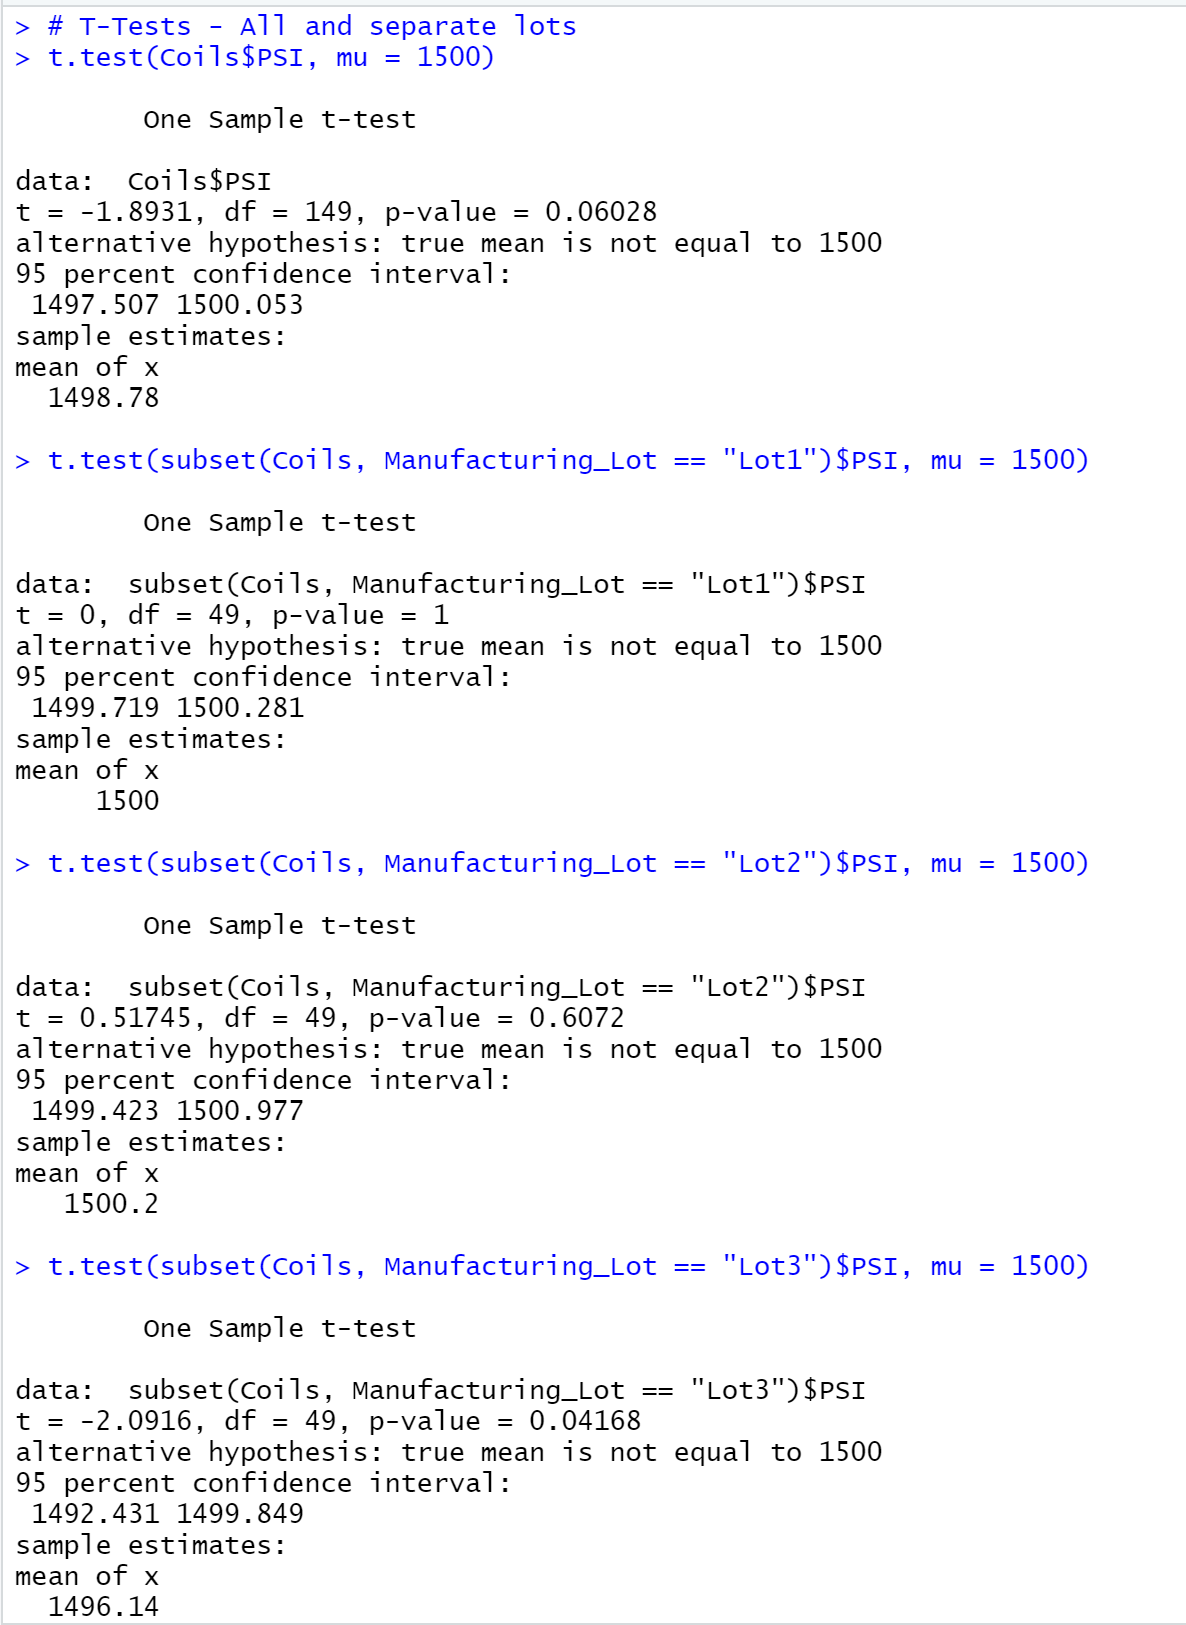 > # T-Tests - All and separate lots
> t.test(Coils$PSI, mu = 1500)
One Sample t-test
data:  Coils$PSI
t = -1.8931, df = 149, p-value = 0.06028
alternative hypothesis: true mean is not equal to 1500
95 percent confidence interval:
1497.507 1500.053
sample estimates:
mean of x
1498.78
> t.test(subset(Coils, Manufacturing_Lot == "Lot1")$PSI, mu = 1500)
One Sample t-test
data:  subset(Coils, Manufacturing_Lot == "Lot1")$PSI
t = 0, df = 49, p-value = 1
alternative hypothesis: true mean is not equal to 1500
95 percent confidence interval:
1499.719 1500.281
sample estimates:
mean of x
1500
> t.test(subset(Coils, Manufacturing_Lot == "Lot2")$PSI, mu = 1500)
One Sample t-test
data:  subset(Coils, Manufacturing_Lot == "Lot2")$PSI
t = 0.51745, df = 49, p-value = 0.6072
alternative hypothesis: true mean is not equal to 1500
95 percent confidence interval:
1499.423 1500.977
sample estimates:
mean of x
1500.2
> t.test(subset(Coils, Manufacturing_Lot == "Lot3")$PSI, mu = 1500)
One Sample t-test
data:  subset(Coils, Manufacturing_Lot == "Lot3")$PSI
t = -2.0916, df = 49, p-value = 0.04168
alternative hypothesis: true mean is not equal to 1500
95 percent confidence interval:
1492.431 1499.849
sample estimates:
mean of x
1496.14